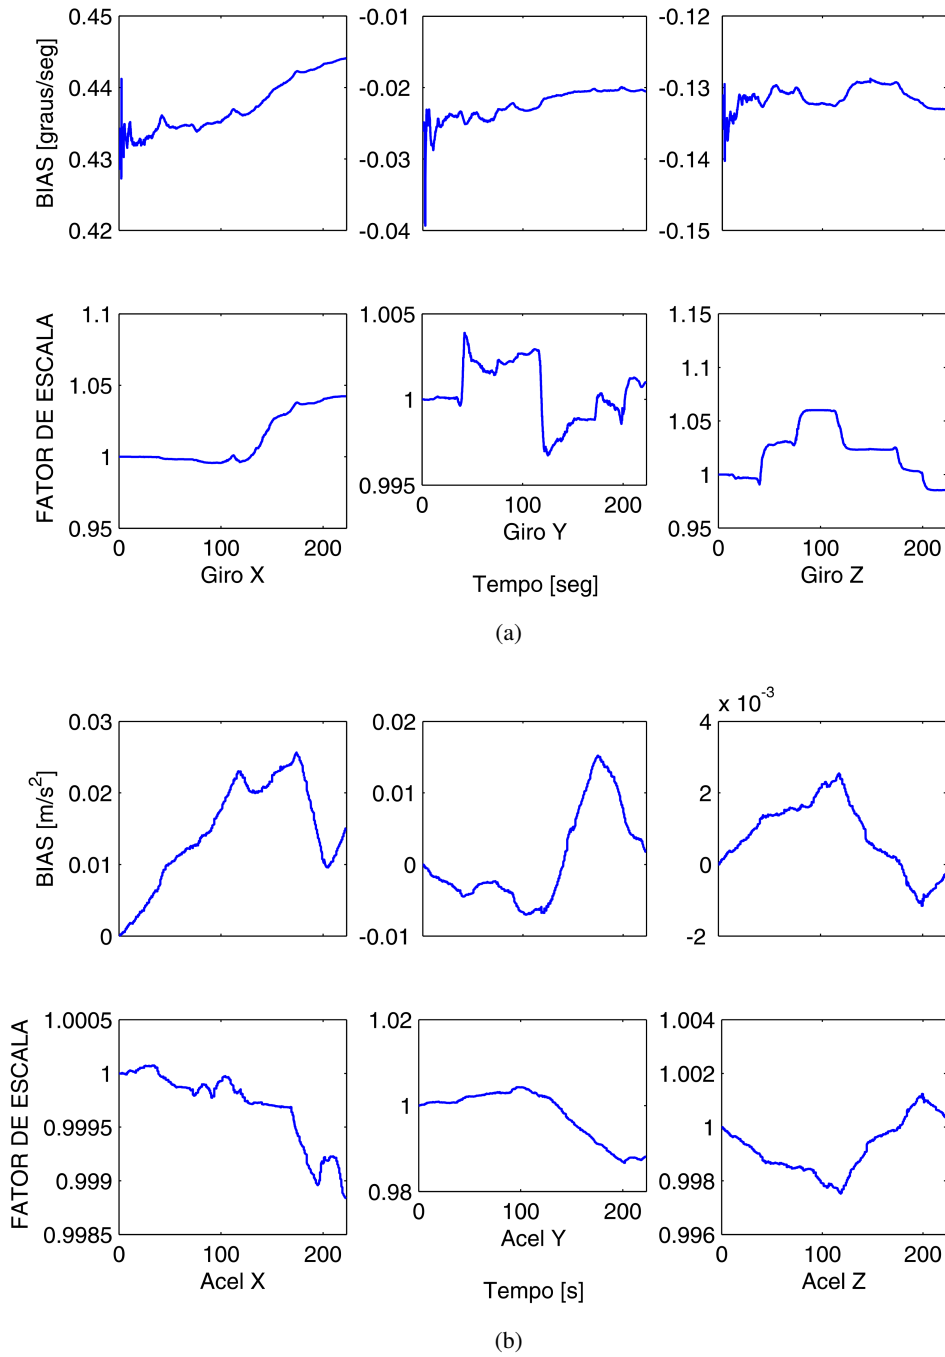 0.45
0.44
0.43
0.42
BIAS [graus/seg]
-0.01
-0.02
-0.03
-0.04
-0.12
-0.13
-0.14
-0.15
1.1
1.05
1
0.95
FATOR DE ESCALA
0 100 200
Giro X
1.005
1
0.995
0 100 200
Giro Y
1.15
1.1
1.05
1
0.95
0 100 200
Giro Z
Tempo [seg]
(a)
0.03
0.02
0.01
0
BIAS [m/s²]
0.02
0.01
0
-0.01
x 10⁻³
4
2
0
-2
1.0005
1
0.9995
0.999
0.9985
FATOR DE ESCALA
0 100 200
Acel X
1.02
1
0.98
0 100 200
Acel Y
1.004
1.002
1
0.998
0.996
0 100 200
Acel Z
Tempo [s]
(b)